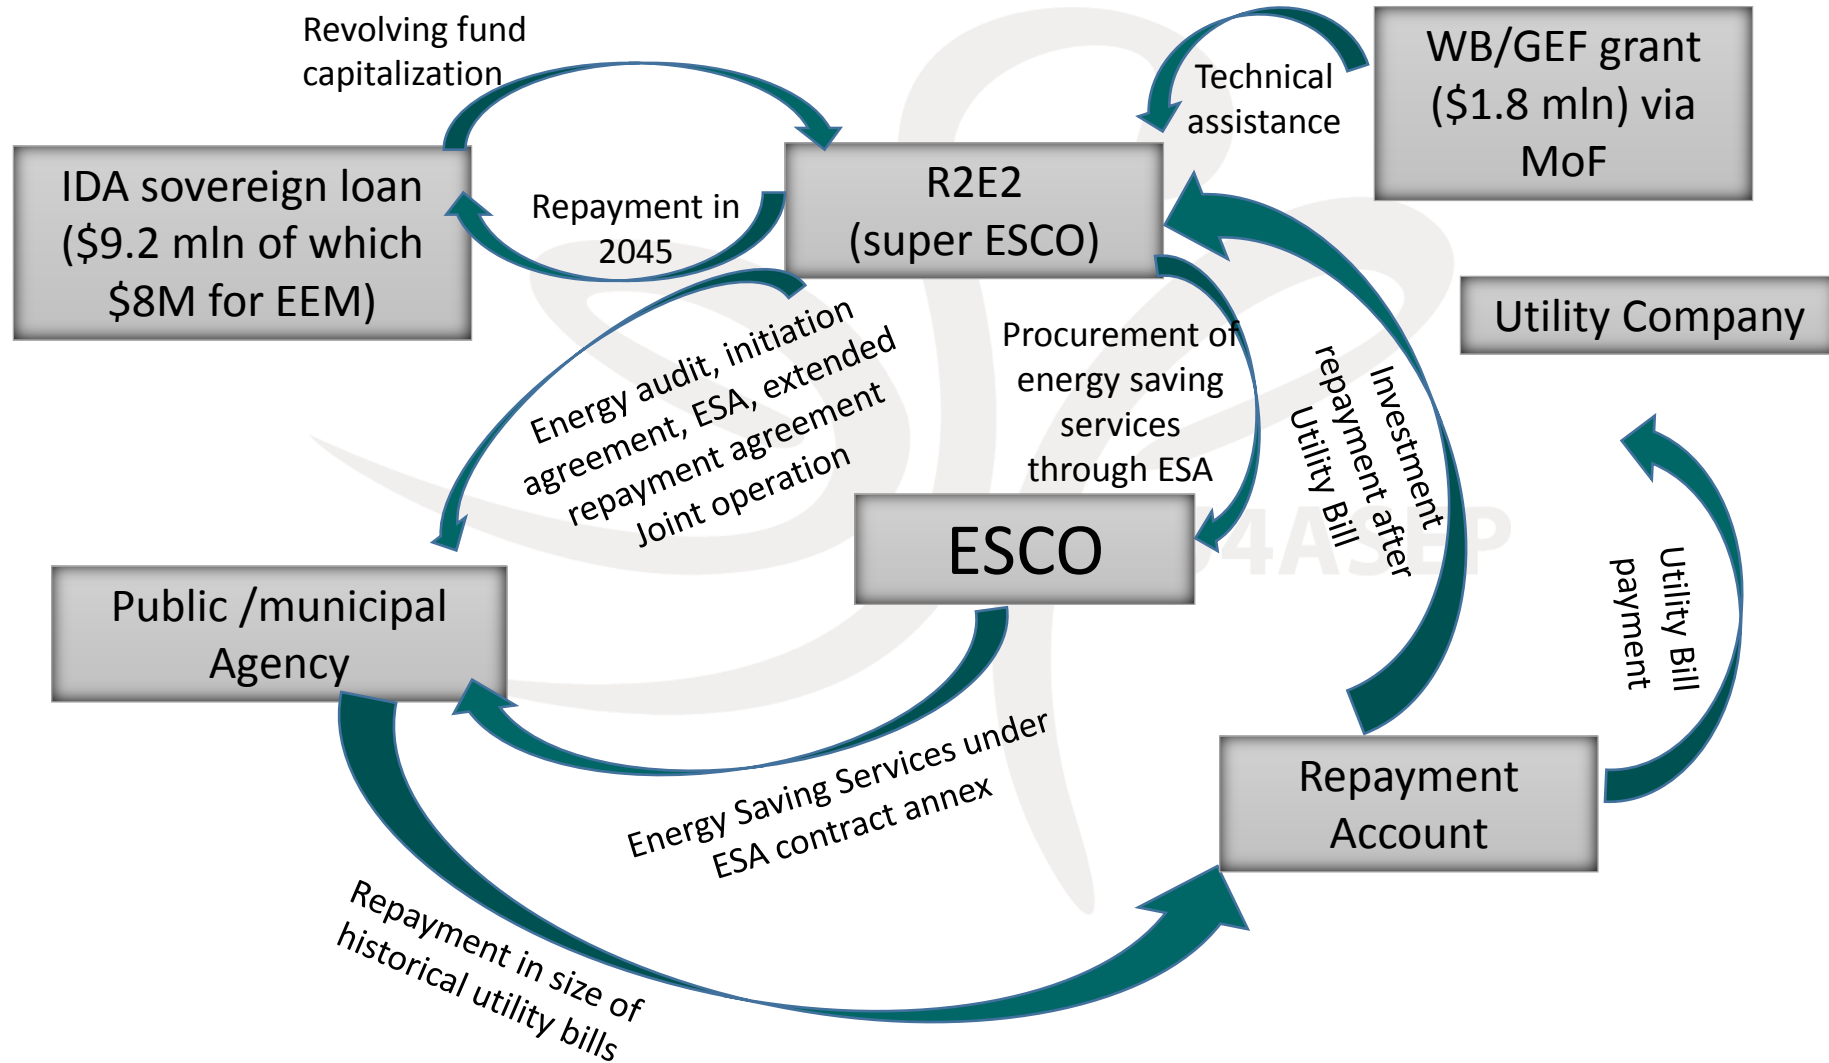 Revolving fund
capitalization
WB/GEF grant
($1.8 mln) via
MoF
Technical
assistance
IDA sovereign loan
($9.2 mln of which
$8M for EEM)
Repayment in
2045
R2E2
(super ESCO)
Utility Company
Energy audit, initiation
agreement, ESA, extended
repayment agreement
Joint operation
Procurement of
energy saving
services
through ESA
Investment
repayment after
Utility Bill
ESCO
4ASEP
Utility Bill
payment
Public /municipal
Agency
Energy Saving Services under
ESA contract annex
Repayment
Account
Repayment in size of
historical utility bills